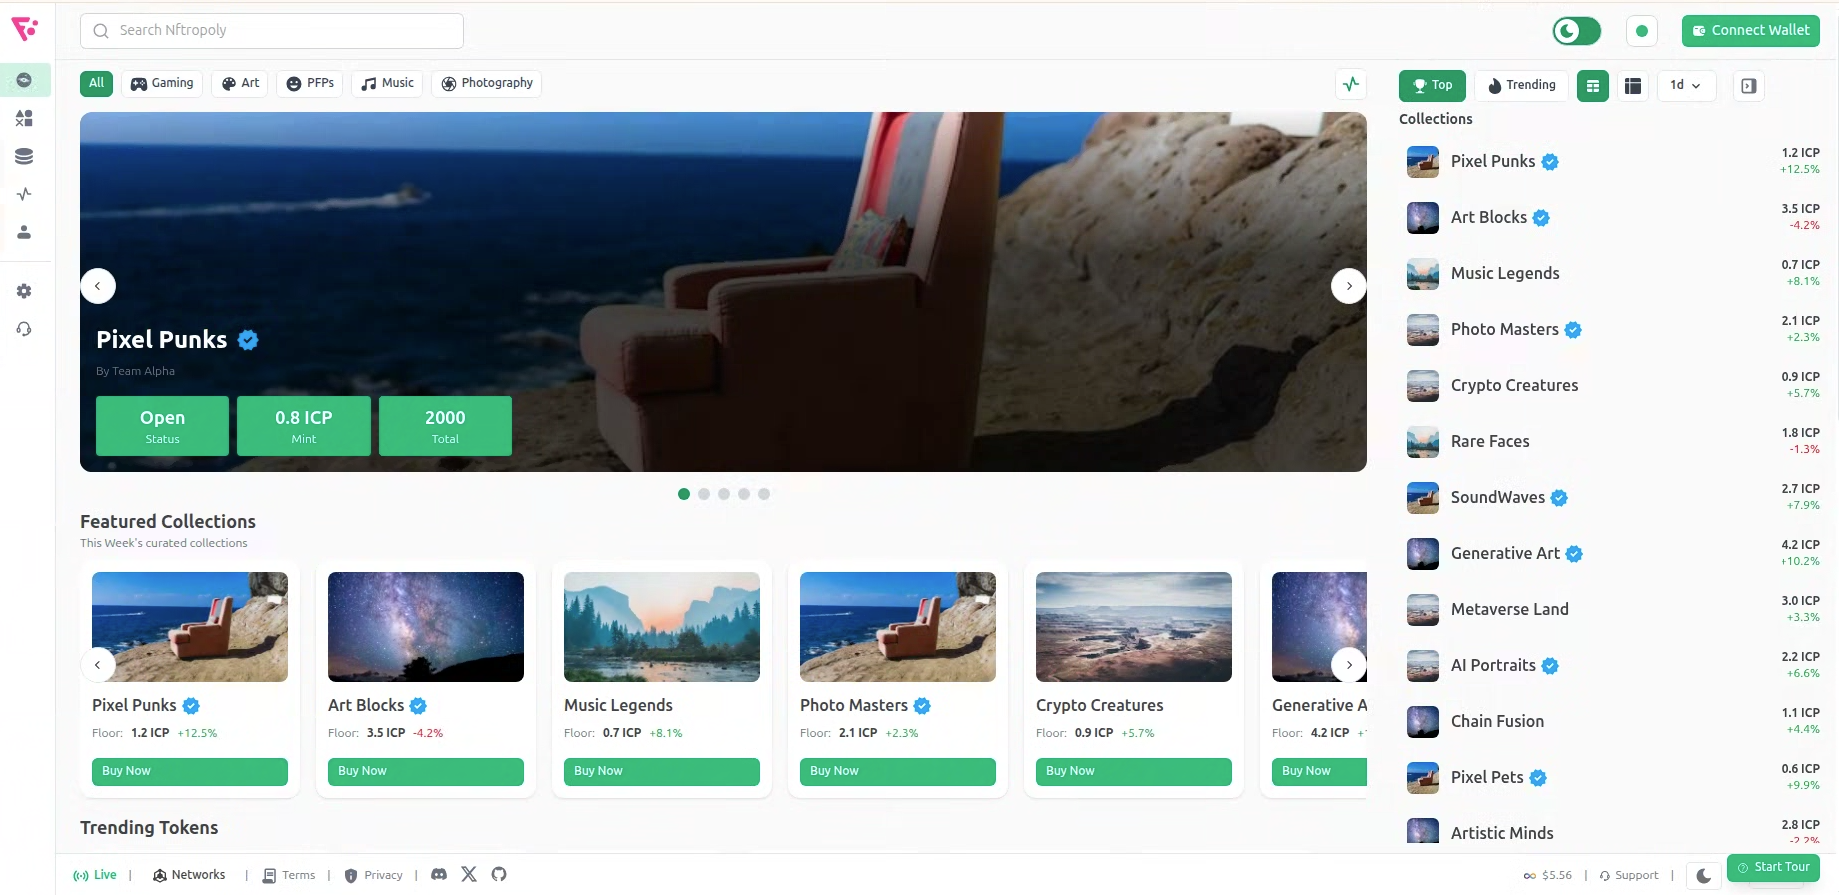 Search Nftropoly
Connect Wallet
All
Gaming
Art
PFPs
Music
Photography
Top
Trending
1d
Pixel Punks
By Team Alpha
Open
Status
0.8 ICP
Mint
2000
Total
Featured Collections
This Week's curated collections
Pixel Punks
Floor: 1.2 ICP +12.5%
Buy Now
Art Blocks
Floor: 3.5 ICP -4.2%
Buy Now
Music Legends
Floor: 0.7 ICP +8.1%
Buy Now
Photo Masters
Floor: 2.1 ICP +2.3%
Buy Now
Crypto Creatures
Floor: 0.9 ICP +5.7%
Buy Now
Generative A
Floor: 4.2 ICP +1
Buy Now
Trending Tokens
Collections
Pixel Punks
1.2 ICP
+12.5%
Art Blocks
3.5 ICP
-4.2%
Music Legends
0.7 ICP
+8.1%
Photo Masters
2.1 ICP
+2.3%
Crypto Creatures
0.9 ICP
+5.7%
Rare Faces
1.8 ICP
-1.3%
SoundWaves
2.7 ICP
+7.9%
Generative Art
4.2 ICP
+10.2%
Metaverse Land
3.0 ICP
+3.3%
AI Portraits
2.2 ICP
+6.6%
Chain Fusion
1.1 ICP
+4.4%
Pixel Pets
0.6 ICP
+9.9%
Artistic Minds
2.8 ICP
-2.2%
Live | Networks | Terms | Privacy |
$5.56 | Support |
Start Tour